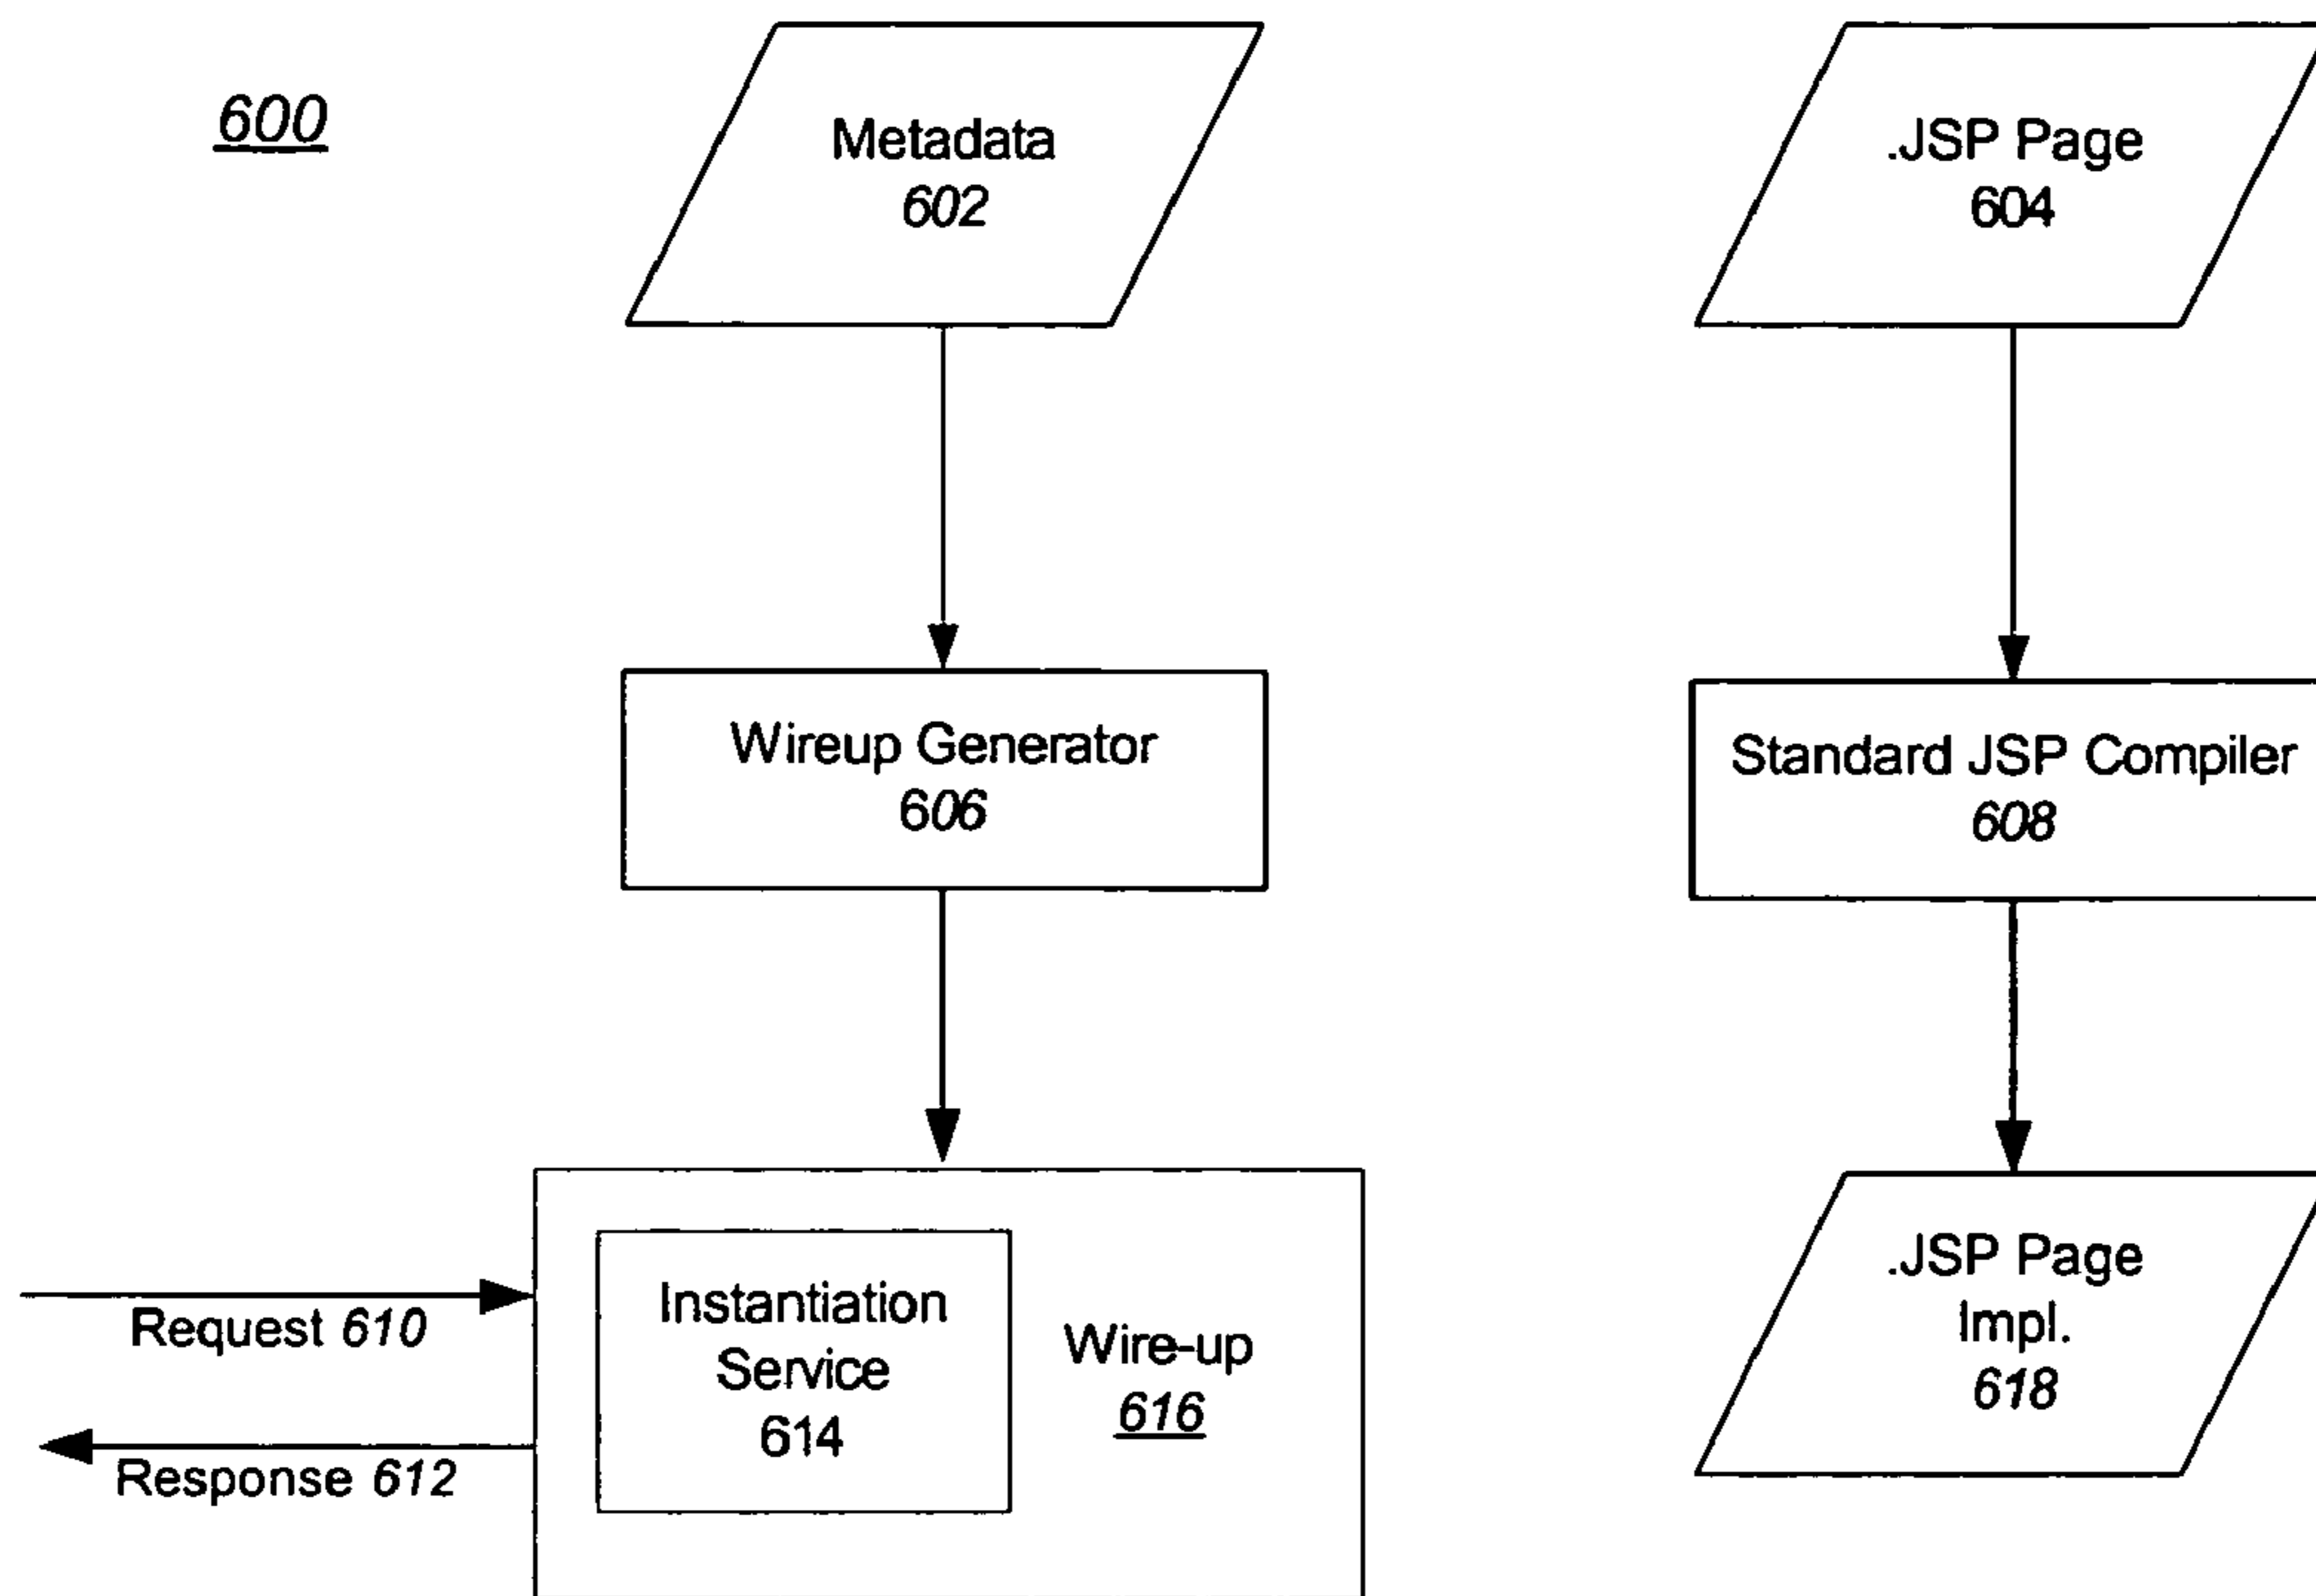 600
Metadata
602
.JSP Page
604
Wireup Generator
606
Standard JSP Compiler
608
Request 610
Response 612
Instantiation
Service
614
Wire-up
616
.JSP Page
Impl.
618